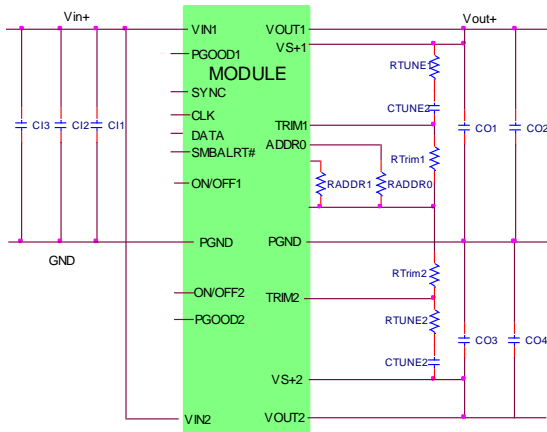 Vin+
VIN1
VOUT1
Vout+
VS+1
PGOOD1
RTUNE1
MODULE
SYNC
CTUNE2
CLK
TRIM1
CI3
CI2
CI1
CO1
CO2
DATA
ADDR0
SMBALRT#
RTrim1
ON/OFF1
RADDR1
RADDR0
PGND
PGND
GND
RTrim2
ON/OFF2
TRIM2
PGOOD2
RTUNE2
CO3
CO4
CTUNE2
VS+2
VIN2
VOUT2